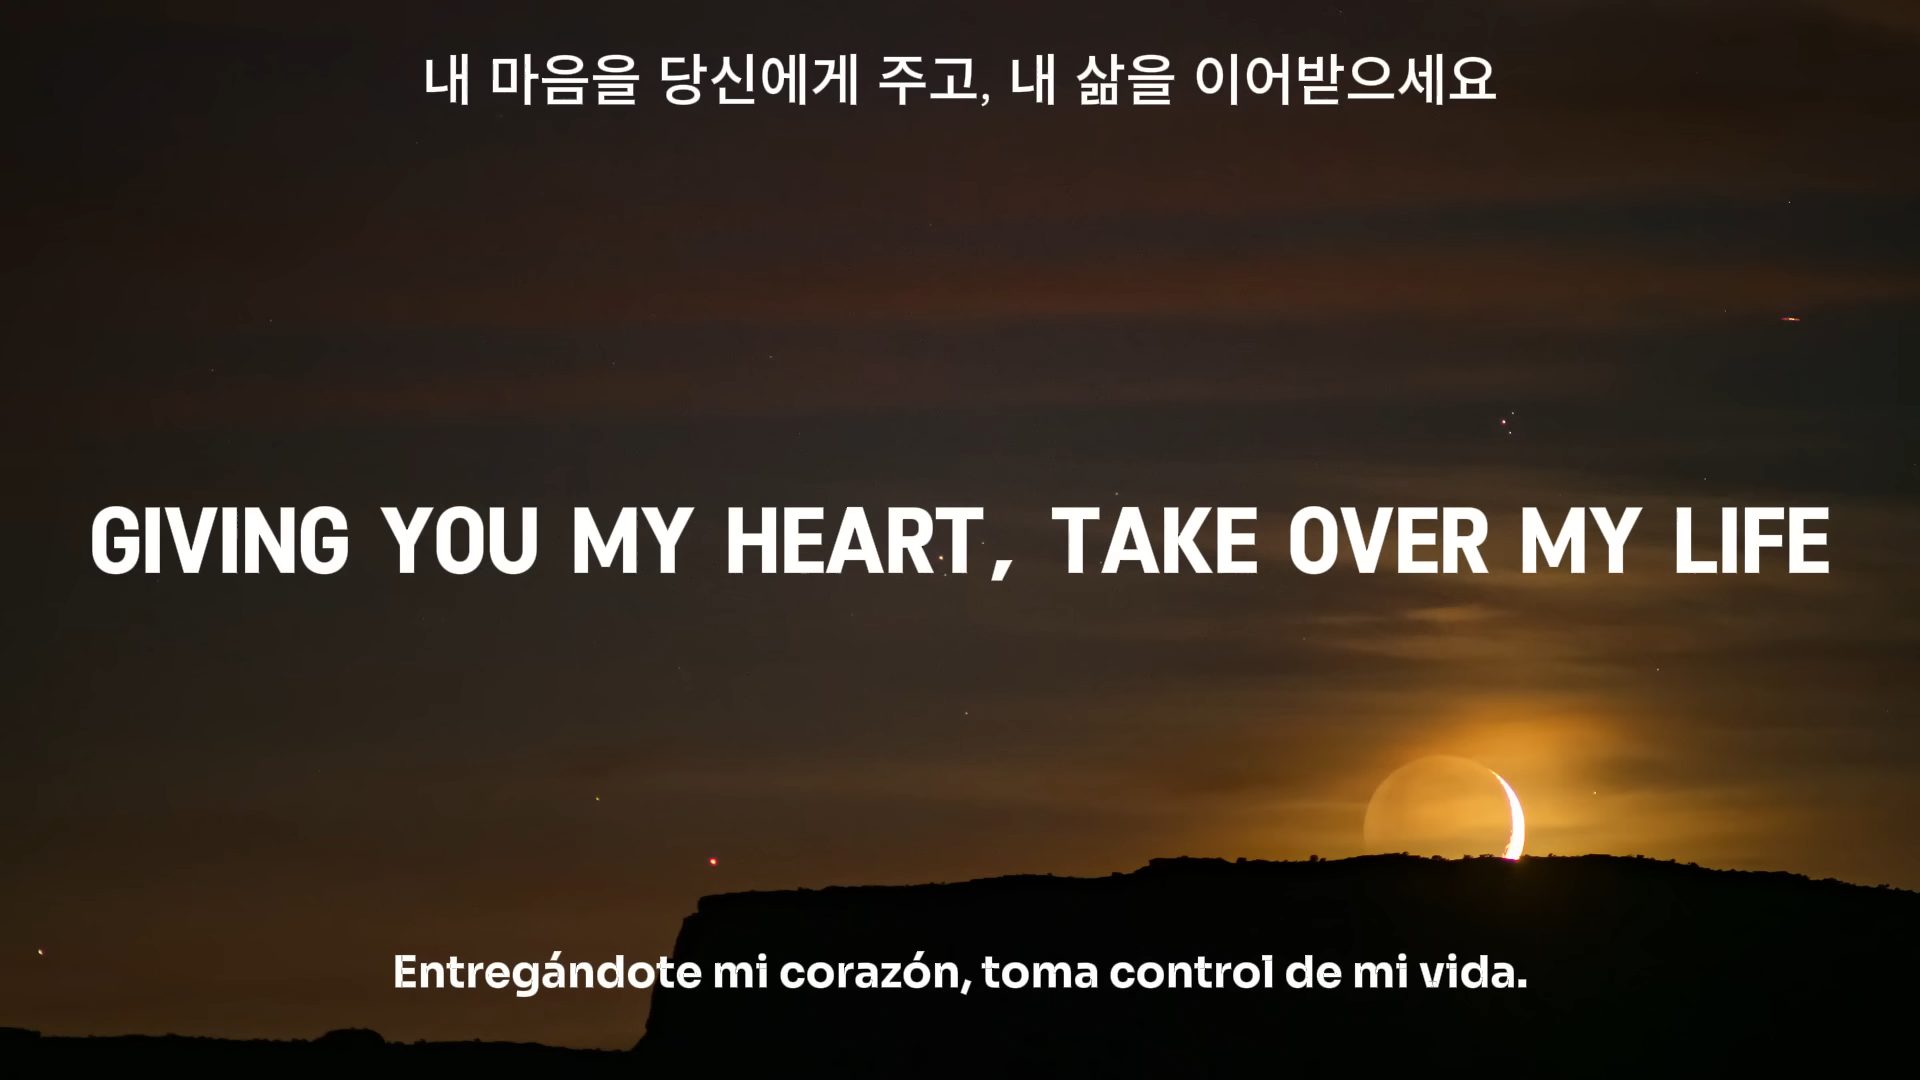 내 마음을 당신에게 주고, 내 삶을 이어받으세요
GIVING YOU MY HEART, TAKE OVER MY LIFE
Entregándote mi corazón, toma control de mi vida.